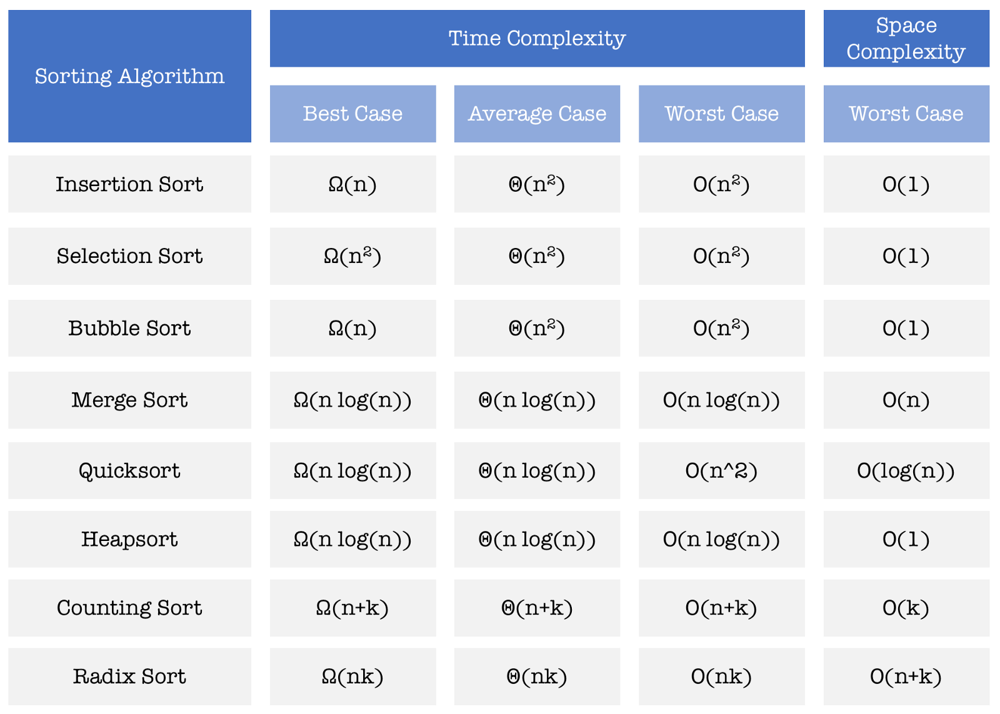 Sorting Algorithm
Time Complexity
Space
Complexity
Best Case
Average Case
Worst Case
Worst Case
Insertion Sort Ω(n) Θ(n²) O(n²) O(1)
Selection Sort Ω(n²) Θ(n²) O(n²) O(1)
Bubble Sort Ω(n) Θ(n²) O(n²) O(1)
Merge Sort Ω(n log(n)) Θ(n log(n)) O(n log(n)) O(n)
Quicksort Ω(n log(n)) Θ(n log(n)) O(n^2) O(log(n))
Heapsort Ω(n log(n)) Θ(n log(n)) O(n log(n)) O(1)
Counting Sort Ω(n+k) Θ(n+k) O(n+k) O(k)
Radix Sort Ω(nk) Θ(nk) O(nk) O(n+k)